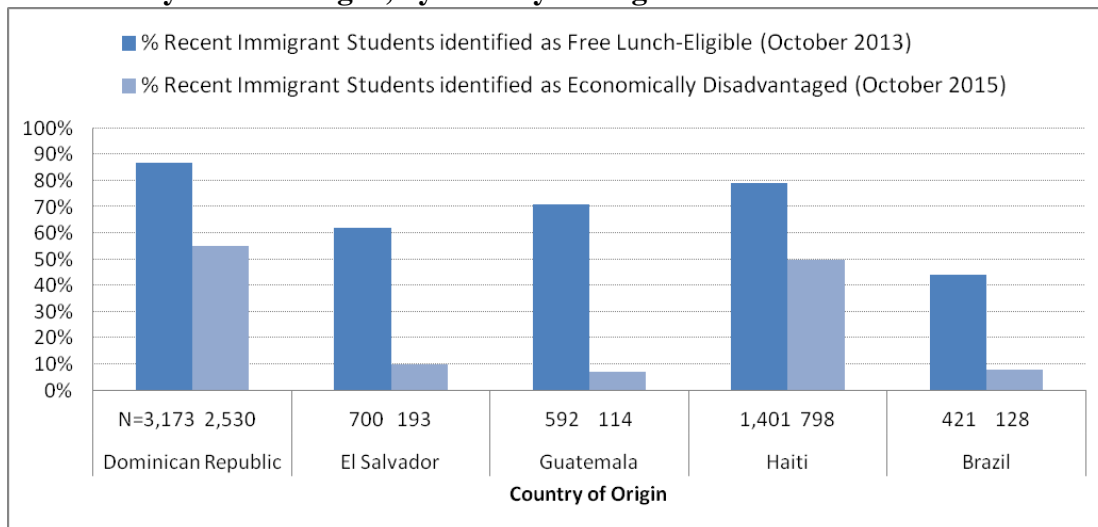 % Recent Immigrant Students identified as Free Lunch-Eligible (October 2013)
% Recent Immigrant Students identified as Economically Disadvantaged (October 2015)
100%
90%
80%
70%
60%
50%
40%
30%
20%
10%
0%
N=3,173 2,530 700 193 592 114 1,401 798 421 128
Dominican Republic El Salvador Guatemala Haiti Brazil
Country of Origin